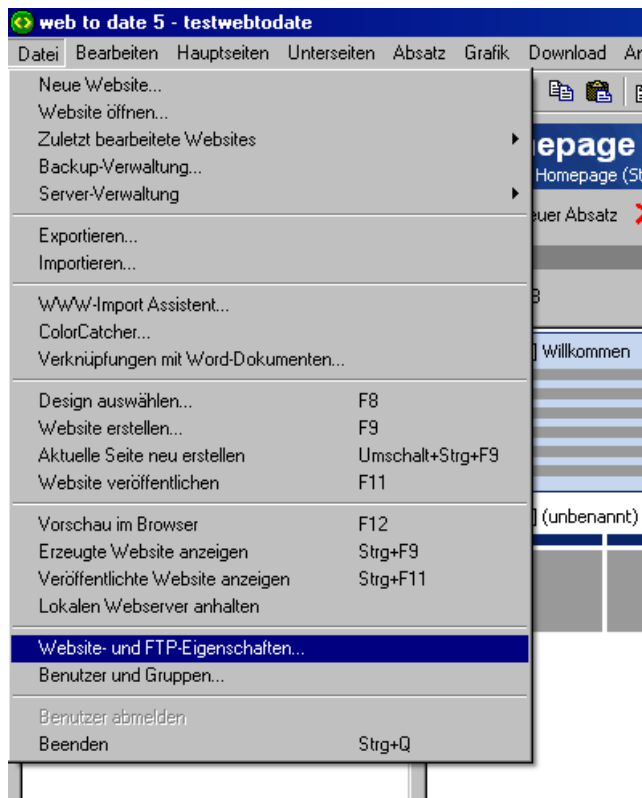 web to date 5 - testwebtodate
Datei Bearbeiten Hauptseiten Unterseiten Absatz Grafik Download
Neue Website...
Website öffnen...
Zuletzt bearbeitete Websites
Backup-Verwaltung...
Server-Verwaltung
Exportieren...
Importieren...
WWW-Import Assistent...
ColorCatcher...
Verknüpfungen mit Word-Dokumenten...
Design auswählen... F8
Website erstellen... F9
Aktuelle Seite neu erstellen Umschalt+Strg+F9
Website veröffentlichen F11
Vorschau im Browser F12
Erzeugte Website anzeigen Strg+F9
Veröffentlichte Website anzeigen Strg+F11
Lokalen Webserver anhalten
Website- und FTP-Eigenschaften...
Benutzer und Gruppen...
Benutzer abmelden
Beenden Strg+Q
epage
Homepage (St
euer Absatz
] Willkommen
] (unbenannt)